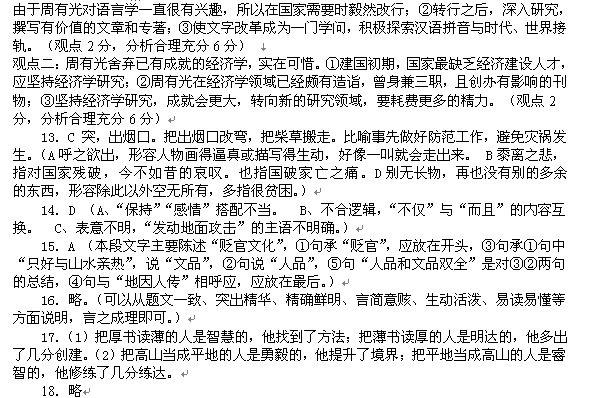 由于周有光对语言学一直很有兴趣，所以在国家需要时毅然改行；②转行之后，深入研究，
撰写有价值的文章和专著；③使文字改革成为一门学问，积极探索汉语拼音与时代、世界接
轨。（观点 2 分，分析合理充分 6 分） ↓
观点二：周有光舍弃已有成就的经济学，实在可惜。①建国初期，国家最缺乏经济建设人才，
应坚持经济学研究；②周有光在经济学领域已经颇有造诣，曾身兼三职，且创办有影响的刊
物；③坚持经济学研究，成就会更大，转向新的研究领域，要耗费更多的精力。（观点 2
分，分析合理充分 6 分）↓
13. C 突，出烟口。把出烟口改弯，把柴草搬走。比喻事先做好防范工作，避免灾祸发
生。（A 呼之欲出，形容人物画得逼真或描写得生动，好像一叫就会走出来。 B 黍离之悲，
指对国家残破，今不如昔的哀叹。也指国破家亡之痛。D 别无长物，再也没有别的多余
的东西，形容除此以外空无所有，多指很贫困。）↵
14. D （A、“保持”“感情”搭配不当。 B、不合逻辑，“不仅”与“而且”的内容互
换。 C、表意不明，“发动地面攻击”的主语不明确。）↵
15. A（本段文字主要陈述“贬官文化”，①句承“贬官”，应放在开头，③句承①句中
“只好与山水亲热”，说“文品”，②句说“人品”，⑤句“人品和文品双全”是对③②两句
的总结，④句与“地因人传”相呼应，应放在最后。）↵
16. 略。（可以从题文一致、突出精华、精确鲜明、言简意赅、生动活泼、易读易懂等
方面说明，言之成理即可。）↵
17.（1）把厚书读薄的人是智慧的，他找到了方法；把薄书读厚的人是明达的，他多出
了几分创建。（2）把高山当成平地的人是勇毅的，他提升了境界；把平地当成高山的人是睿
智的，他修练了几分练达。↵
18. 略↵